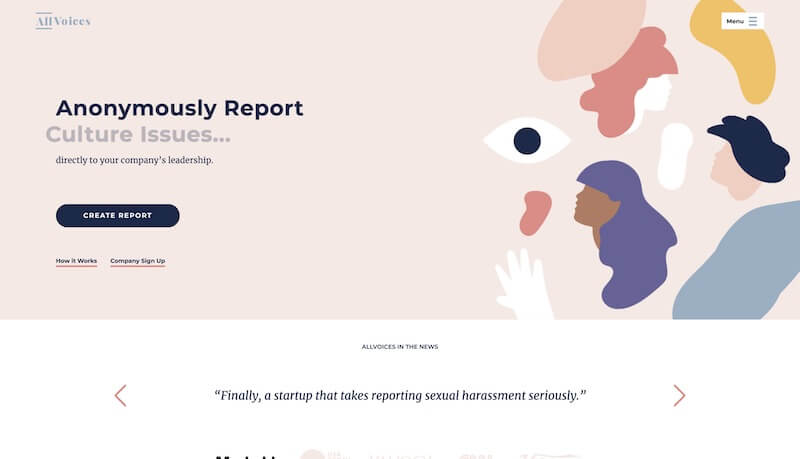 AllVoices
Menu
Anonymously Report
Culture Issues...
directly to your company's leadership.
CREATE REPORT
How it Works
Company Sign Up
ALLVOICES IN THE NEWS
“Finally, a startup that takes reporting sexual harassment seriously.”